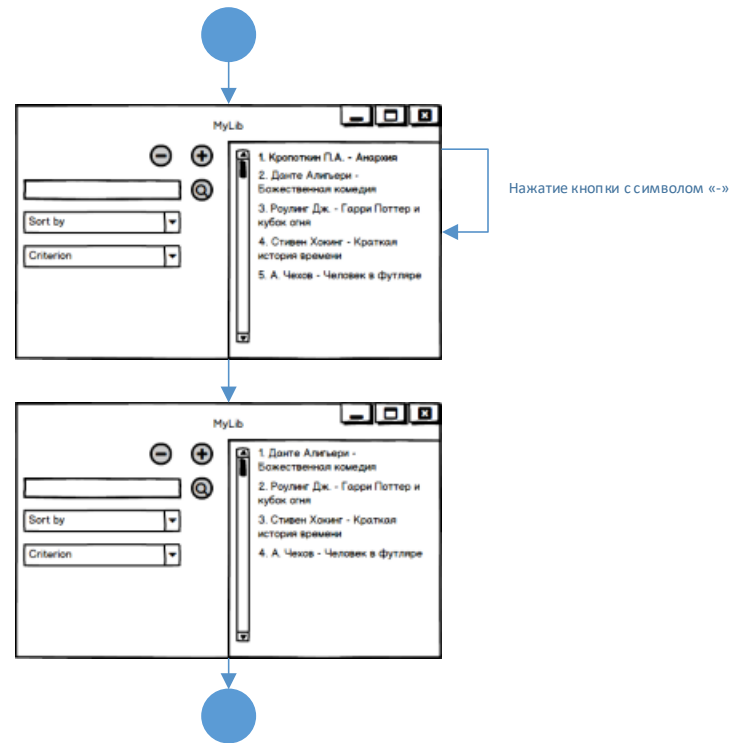 MyLib
Sort by
Criterion
1. Кропоткин П.А. - Анархия
2. Данте Алигьери -
Божественная комедия
3. Роулинг Дж. - Гарри Поттер и
кубок огня
4. Стивен Хокинг - Краткая
история времени
5. А. Чехов - Человек в футляре
Нажатие кнопки с символом «-»
MyLib
Sort by
Criterion
1. Данте Алигьери -
Божественная комедия
2. Роулинг Дж. - Гарри Поттер и
кубок огня
3. Стивен Хокинг - Краткая
история времени
4. А. Чехов - Человек в футляре